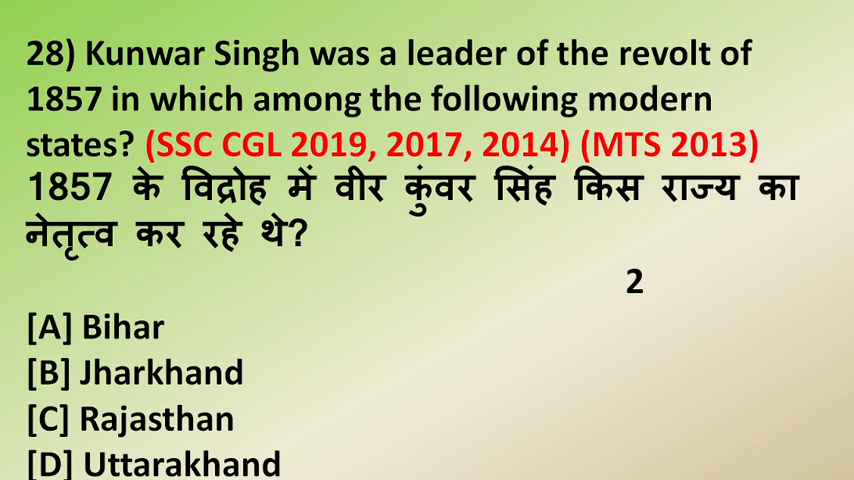 28) Kunwar Singh was a leader of the revolt of
1857 in which among the following modern
states? (SSC CGL 2019, 2017, 2014) (MTS 2013)
1857 के विद्रोह में वीर कुंवर सिंह किस राज्य का
नेतृत्व कर रहे थे?
2
[A] Bihar
[B] Jharkhand
[C] Rajasthan
[D] Uttarakhand